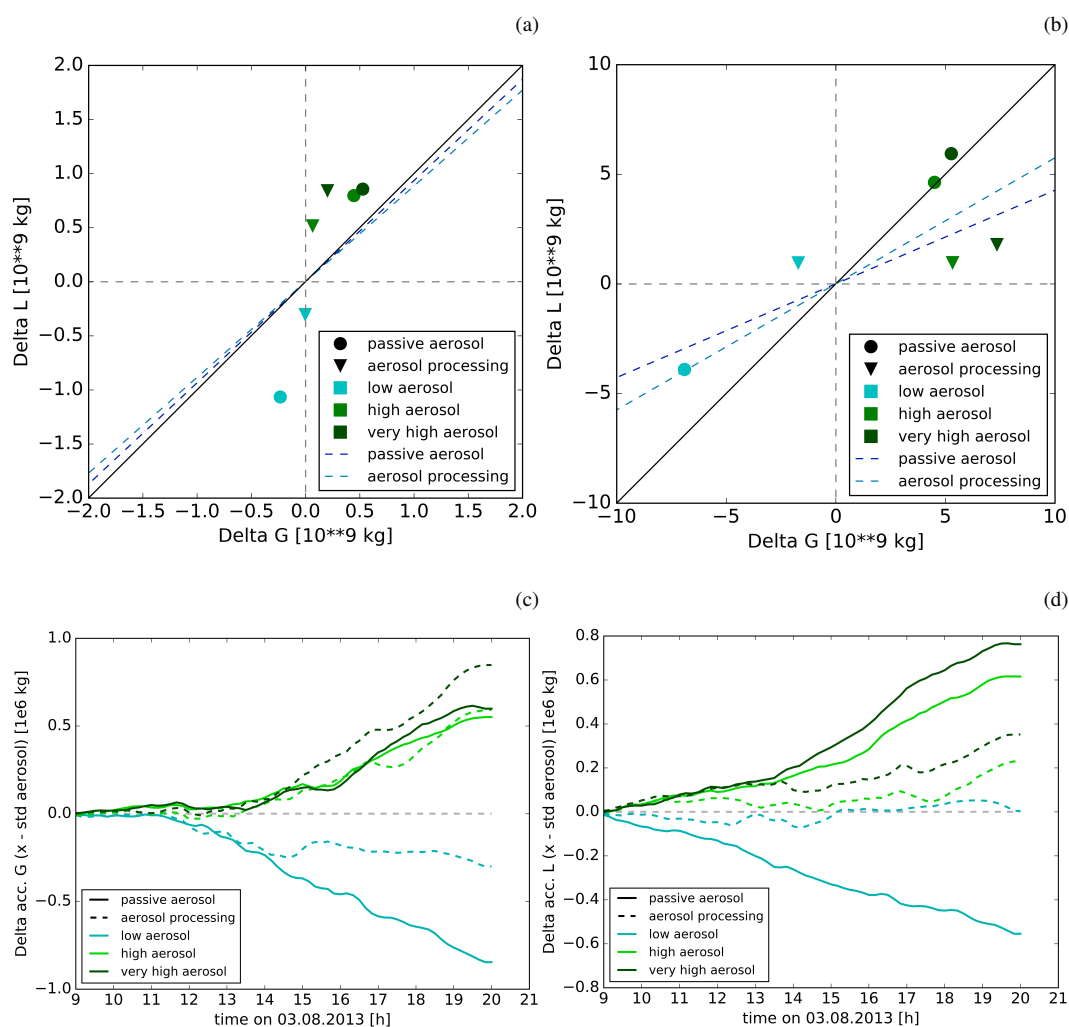 (a)
(b)
2.0
1.5
1.0
0.5
0.0
−0.5
−1.0
−1.5
−2.0
Delta L [10**9 kg]
passive aerosol
aerosol processing
low aerosol
high aerosol
very high aerosol
passive aerosol
aerosol processing
−2.0 −1.5 −1.0 −0.5 0.0 0.5 1.0 1.5 2.0
Delta G [10**9 kg]
10
5
0
−5
−10
Delta L [10**9 kg]
passive aerosol
aerosol processing
low aerosol
high aerosol
very high aerosol
passive aerosol
aerosol processing
−10 −5 0 5 10
Delta G [10**9 kg]
(c)
(d)
1.0
0.5
0.0
−0.5
−1.0
Delta acc. G (x - std aerosol) [1e6 kg]
passive aerosol
aerosol processing
low aerosol
high aerosol
very high aerosol
9 10 11 12 13 14 15 16 17 18 19 20 21
time on 03.08.2013 [h]
0.8
0.6
0.4
0.2
0.0
−0.2
−0.4
−0.6
−0.8
Delta acc. L (x - std aerosol) [1e6 kg]
passive aerosol
aerosol processing
low aerosol
high aerosol
very high aerosol
9 10 11 12 13 14 15 16 17 18 19 20 21
time on 03.08.2013 [h]